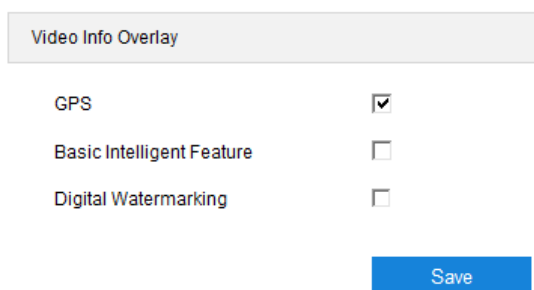 Video Info Overlay
GPS
Basic Intelligent Feature
Digital Watermarking
Save